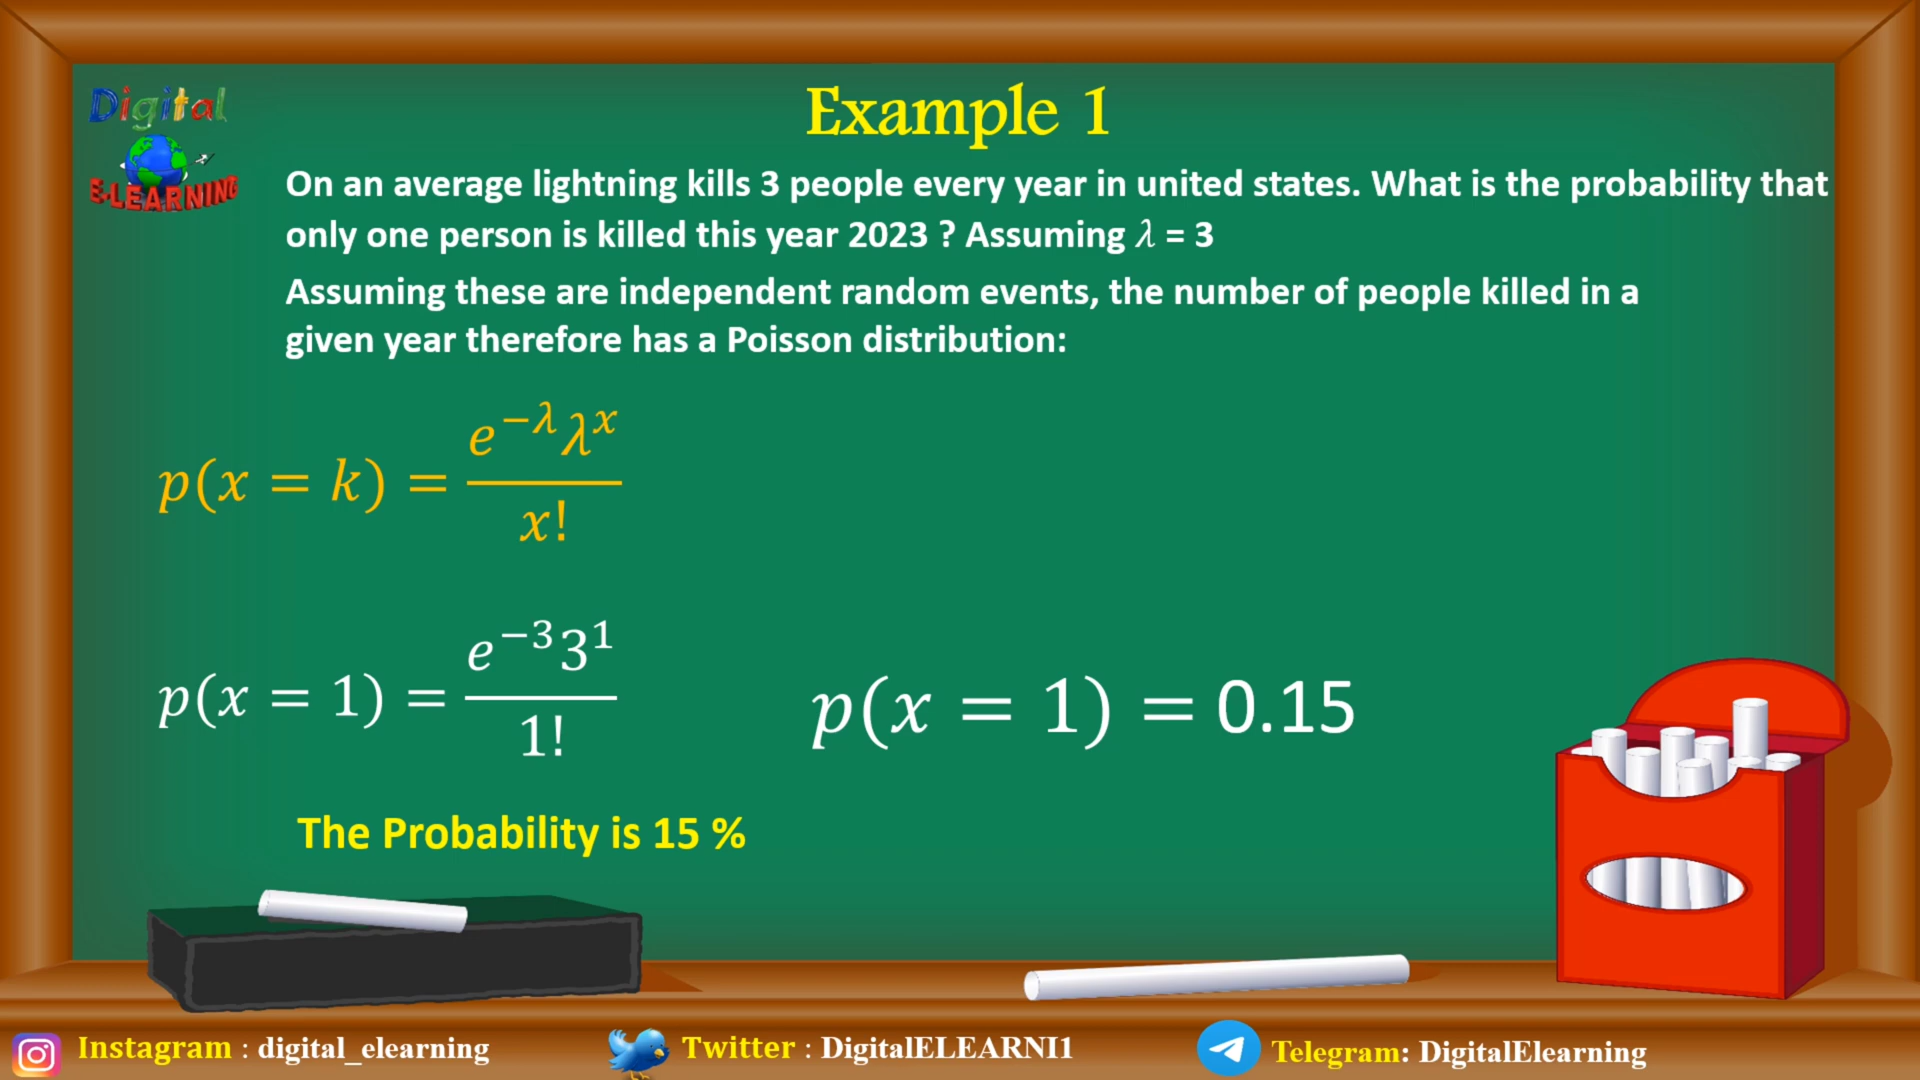 Digital
E-LEARNING
Example 1
On an average lightning kills 3 people every year in united states. What is the probability that
only one person is killed this year 2023 ? Assuming λ = 3
Assuming these are independent random events, the number of people killed in a
given year therefore has a Poisson distribution:
p(x = k) = e^{−λ}λ^x / x!
p(x = 1) = e^{−3}3^1 / 1!
p(x = 1) = 0.15
The Probability is 15 %
Instagram : digital_elearning
Twitter : DigitalELEARNI1
Telegram: DigitalElearning